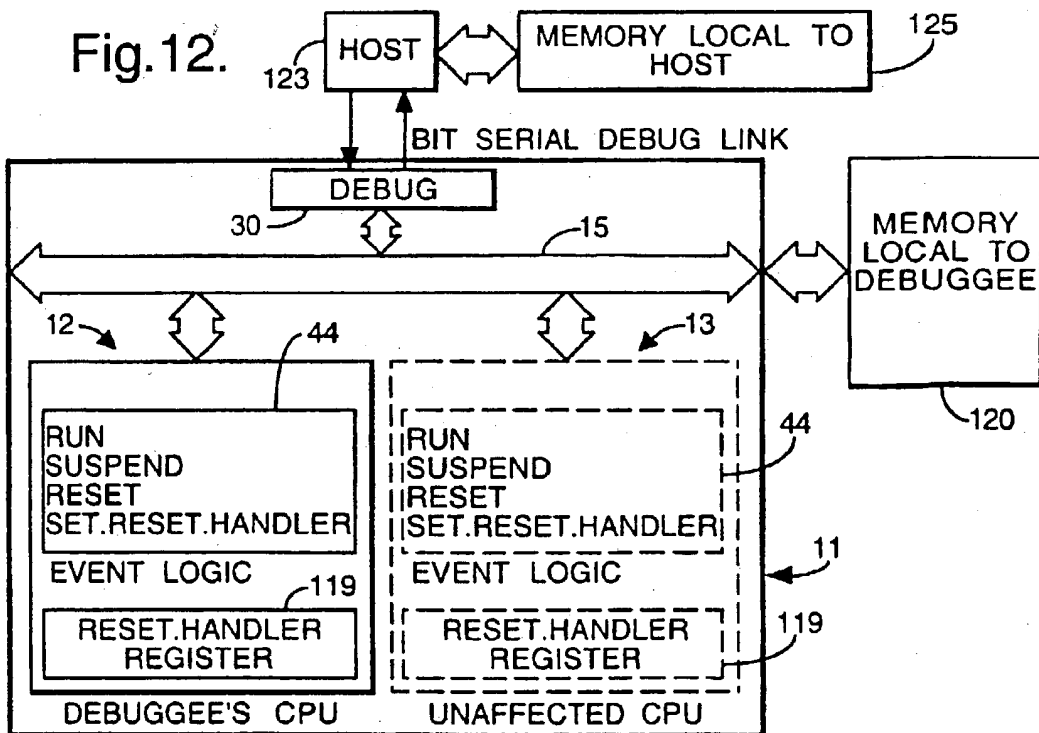 Fig.12.
HOST
123
MEMORY LOCAL TO
HOST
125
BIT SERIAL DEBUG LINK
DEBUG
30
15
MEMORY
LOCAL TO
DEBUGGEE
120
12
44
13
RUN
SUSPEND
RESET
SET.RESET.HANDLER
EVENT LOGIC
119
RESET.HANDLER
REGISTER
DEBUGGEE'S CPU
44
RUN
SUSPEND
RESET
SET.RESET.HANDLER
EVENT LOGIC
11
RESET.HANDLER
REGISTER
119
UNAFFECTED CPU